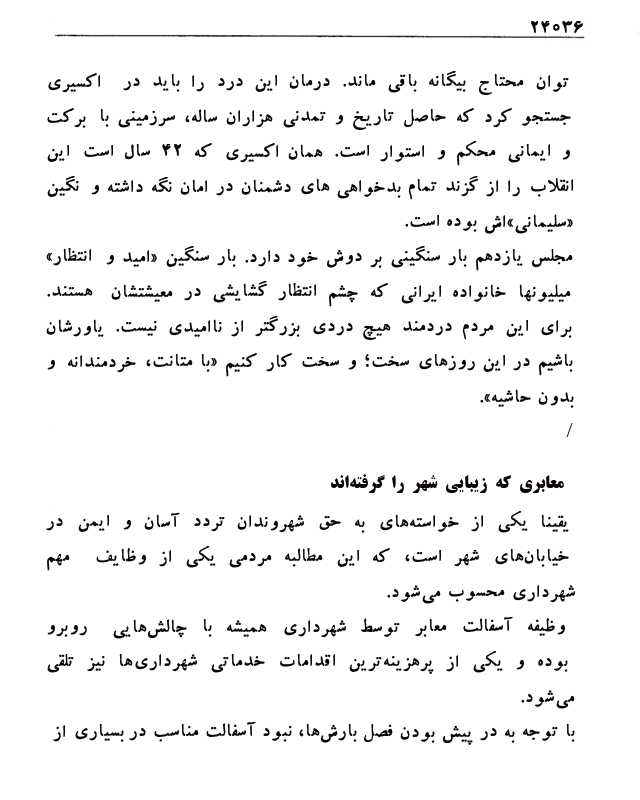 ۲۴۰۳۶
توان محتاج بیگانه باقی ماند. درمان این درد را باید در اکسیری
جستجو کرد که حاصل تاریخ و تمدنی هزاران ساله، سرزمینی با برکت
و ایمانی محکم و استوار است. همان اکسیری که ۴۲ سال است این
انقلاب را از گزند تمام بدخواهی های دشمنان در امان نگه داشته و نگین
«سلیمانی»اش بوده است.
مجلس یازدهم بار سنگینی بر دوش خود دارد. بار سنگین «امید و انتظار»
میلیونها خانواده ایرانی که چشم انتظار گشایشی در معیشتشان هستند.
برای این مردم دردمند هیچ دردی بزرگتر از ناامیدی نیست. یاورشان
باشیم در این روزهای سخت؛ و سخت کار کنیم «با متانت، خردمندانه و
بدون حاشیه».
/
معابری که زیبایی شهر را گرفته‌اند
یقینا یکی از خواسته‌های به حق شهروندان تردد آسان و ایمن در
خیابان‌های شهر است، که این مطالبه مردمی یکی از وظایف مهم
شهرداری محسوب می‌شود.
وظیفه آسفالت معابر توسط شهرداری همیشه با چالش‌هایی روبرو
بوده و یکی از پرهزینه‌ترین اقدامات خدماتی شهرداری‌ها نیز تلقی
می‌شود.
با توجه به در پیش بودن فصل بارش‌ها، نبود آسفالت مناسب در بسیاری از